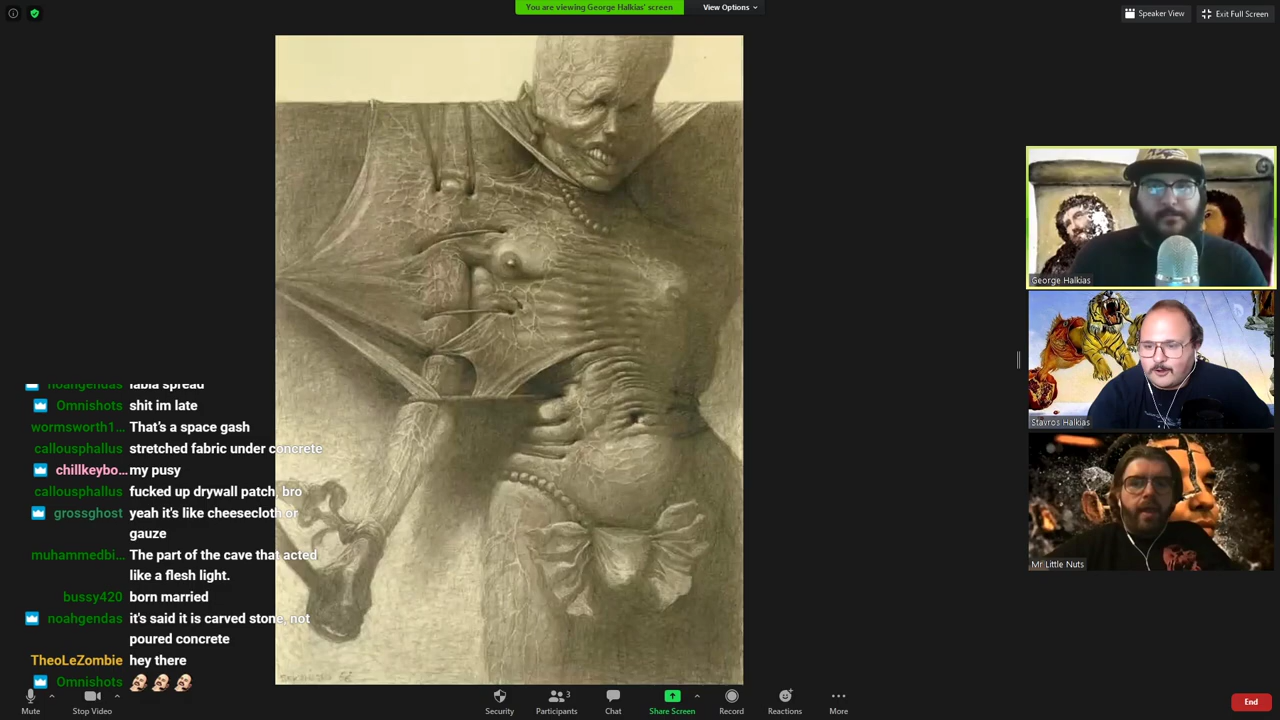 You are viewing George Halkias' screen
View Options
Speaker View
Exit Full Screen
George Halkias
Stavros Halkias
Mr Little Nuts
noahgendas labia spread
Omnishots shit im late
wormsworth1... That's a space gash
callousphallus stretched fabric under concrete
chillkeybo... my pusy
callousphallus fucked up drywall patch, bro
grossghost yeah it's like cheesecloth or
gauze
muhammedbi... The part of the cave that acted
like a flesh light.
bussy420 born married
noahgendas it's said it is carved stone, not
poured concrete
TheoLeZombie hey there
Omnishots
Mute
Stop Video
Security
Participants
3
Chat
Share Screen
Record
Reactions
More
End